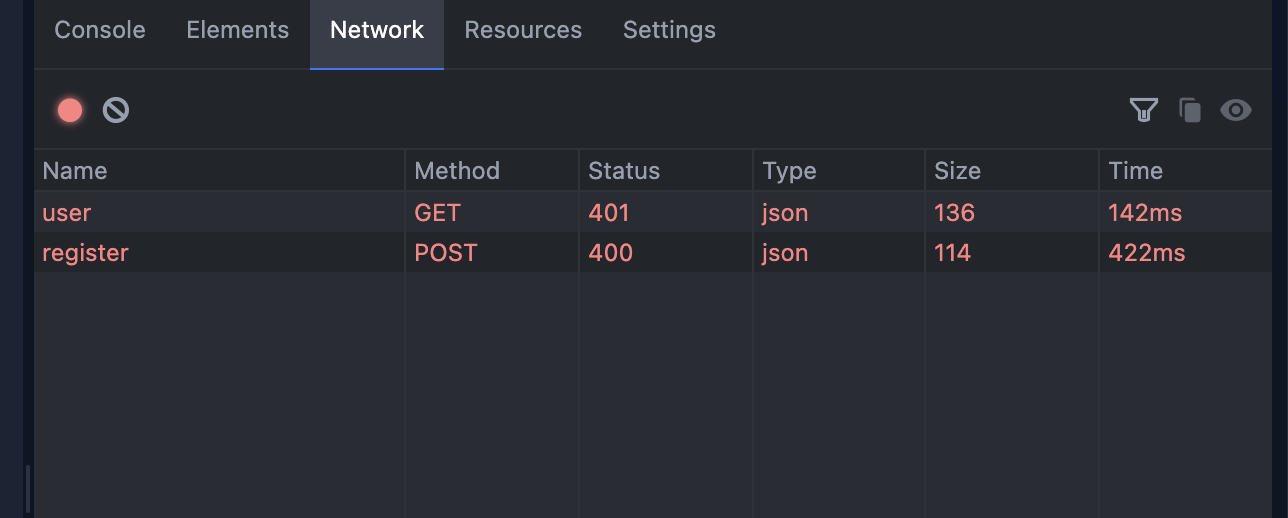 Console Elements Network Resources Settings
Name Method Status Type Size Time
user GET 401 json 136 142ms
register POST 400 json 114 422ms